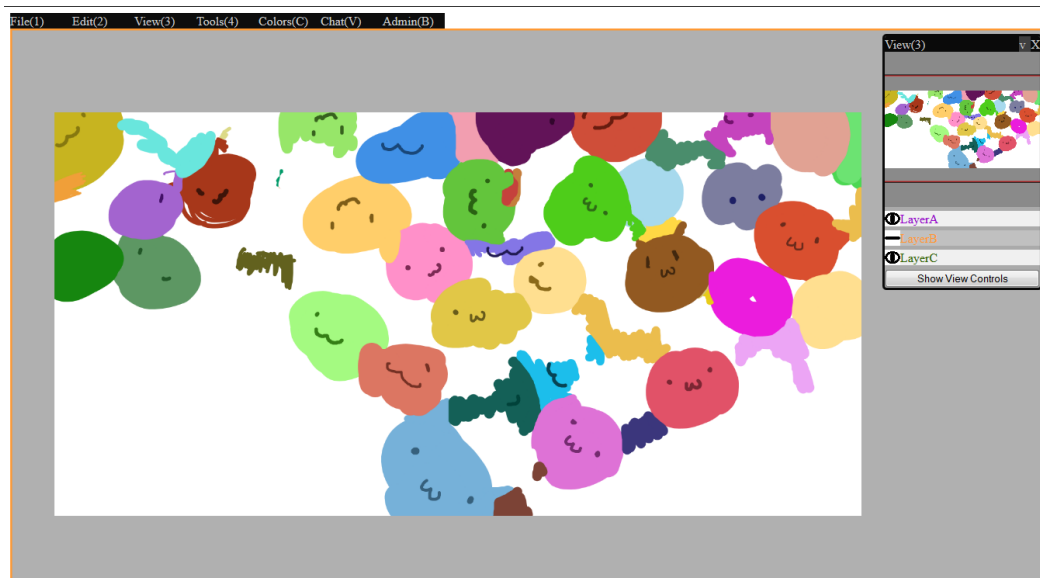 File(1) Edit(2) View(3) Tools(4) Colors(C) Chat(V) Admin(B)
View(3) v X
LayerA
LayerB
LayerC
Show View Controls